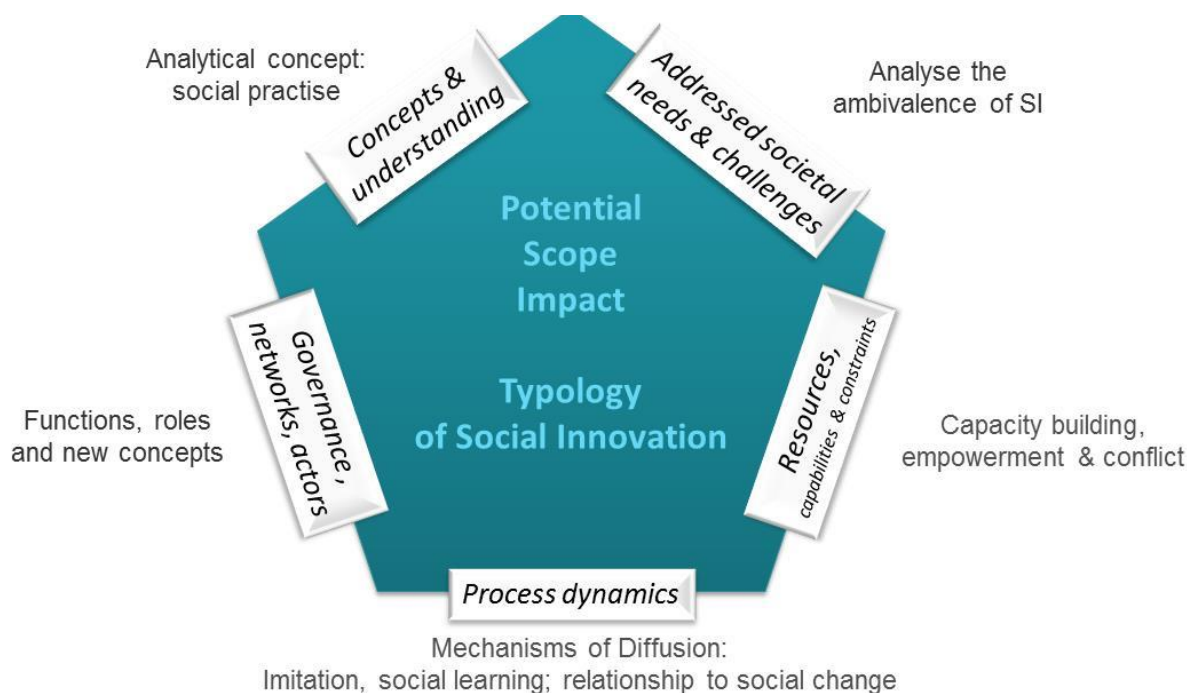 Analytical concept:
social practise
Concepts &
understanding
Addressed societal
needs & challenges
Analyse the
ambivalence of SI
Potential
Scope
Impact
Typology
of Social Innovation
Governance ,
networks, actors
Functions, roles
and new concepts
Resources,
capabilities & constraints
Capacity building,
empowerment & conflict
Process dynamics
Mechanisms of Diffusion:
Imitation, social learning; relationship to social change